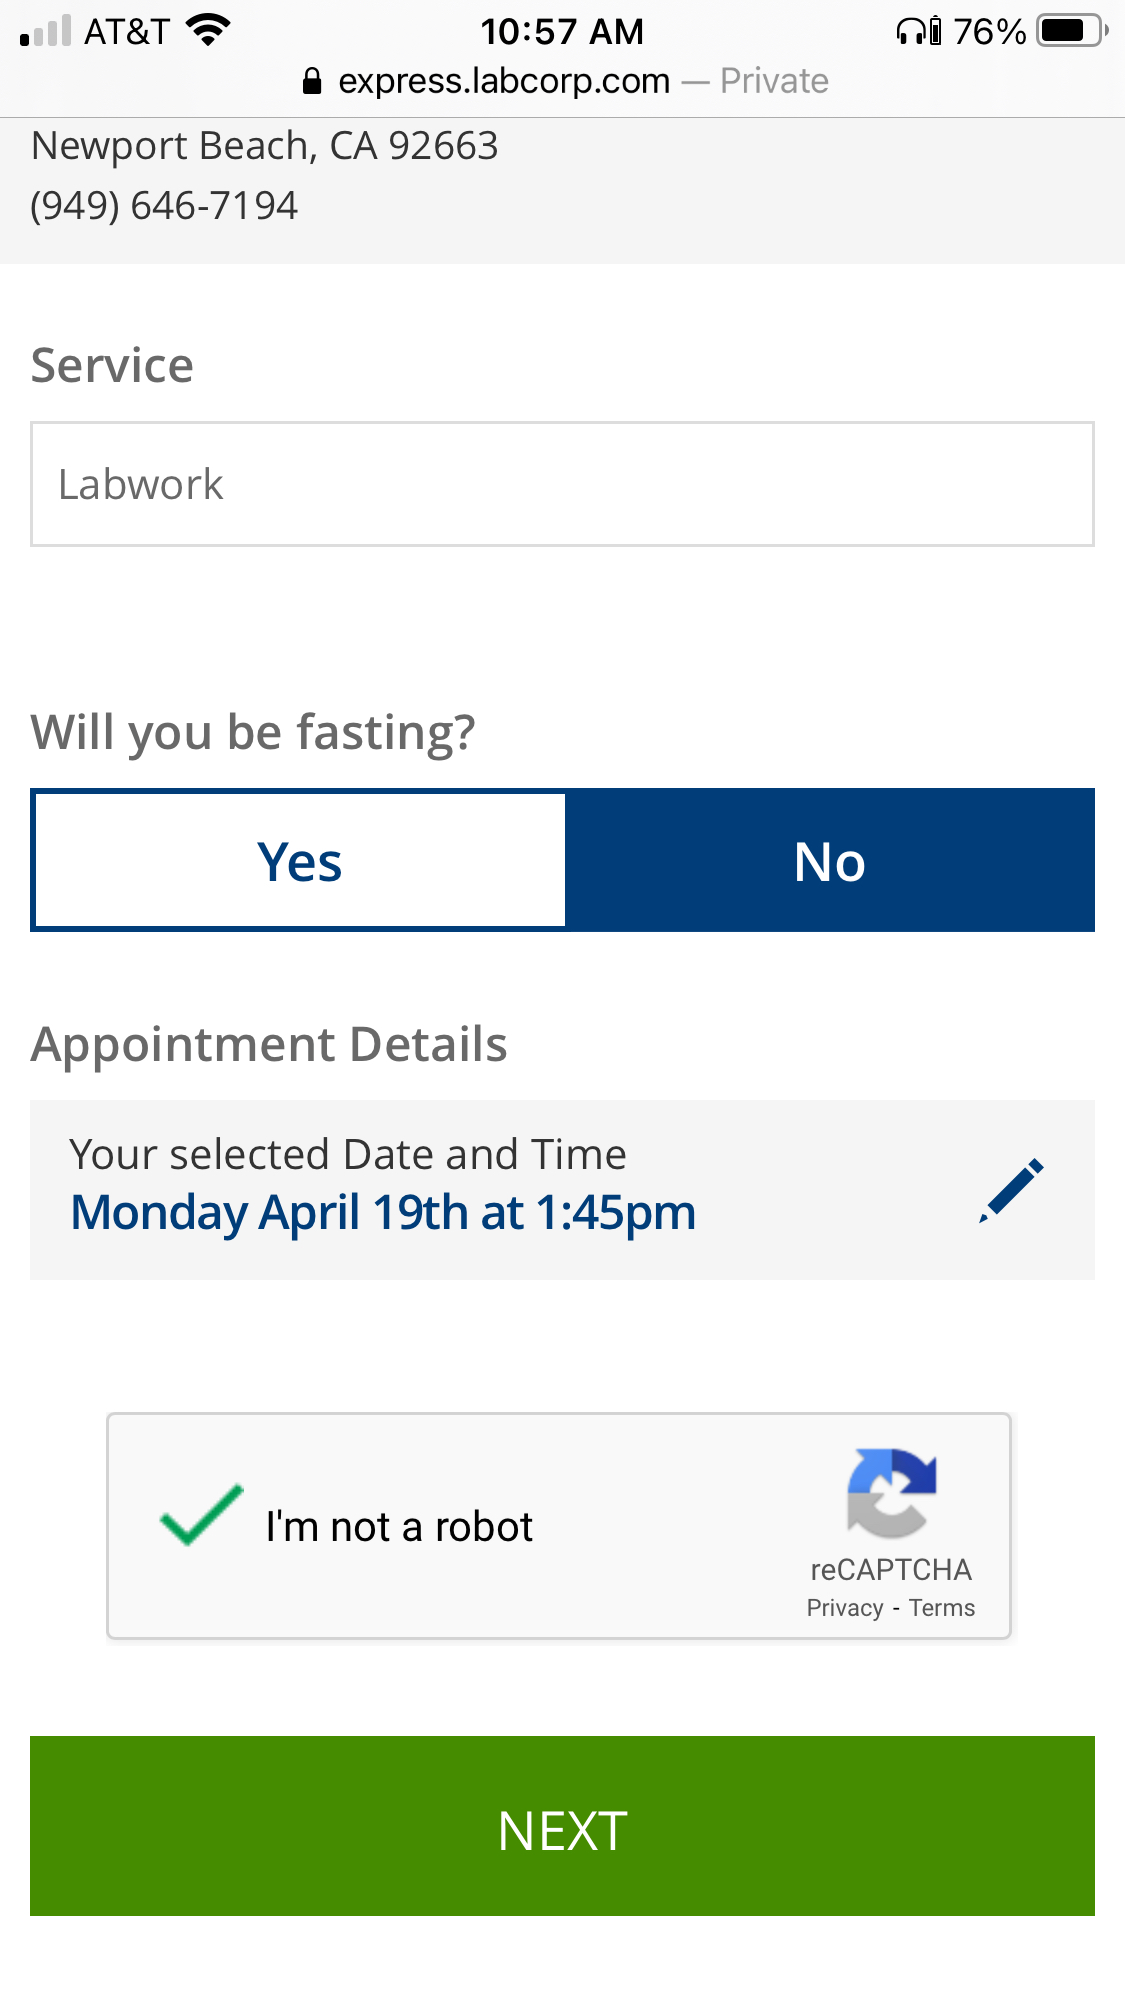 AT&T 10:57 AM 76%
express.labcorp.com — Private
Newport Beach, CA 92663
(949) 646-7194
Service
Labwork
Will you be fasting?
Yes No
Appointment Details
Your selected Date and Time
Monday April 19th at 1:45pm
I'm not a robot
reCAPTCHA
Privacy - Terms
NEXT